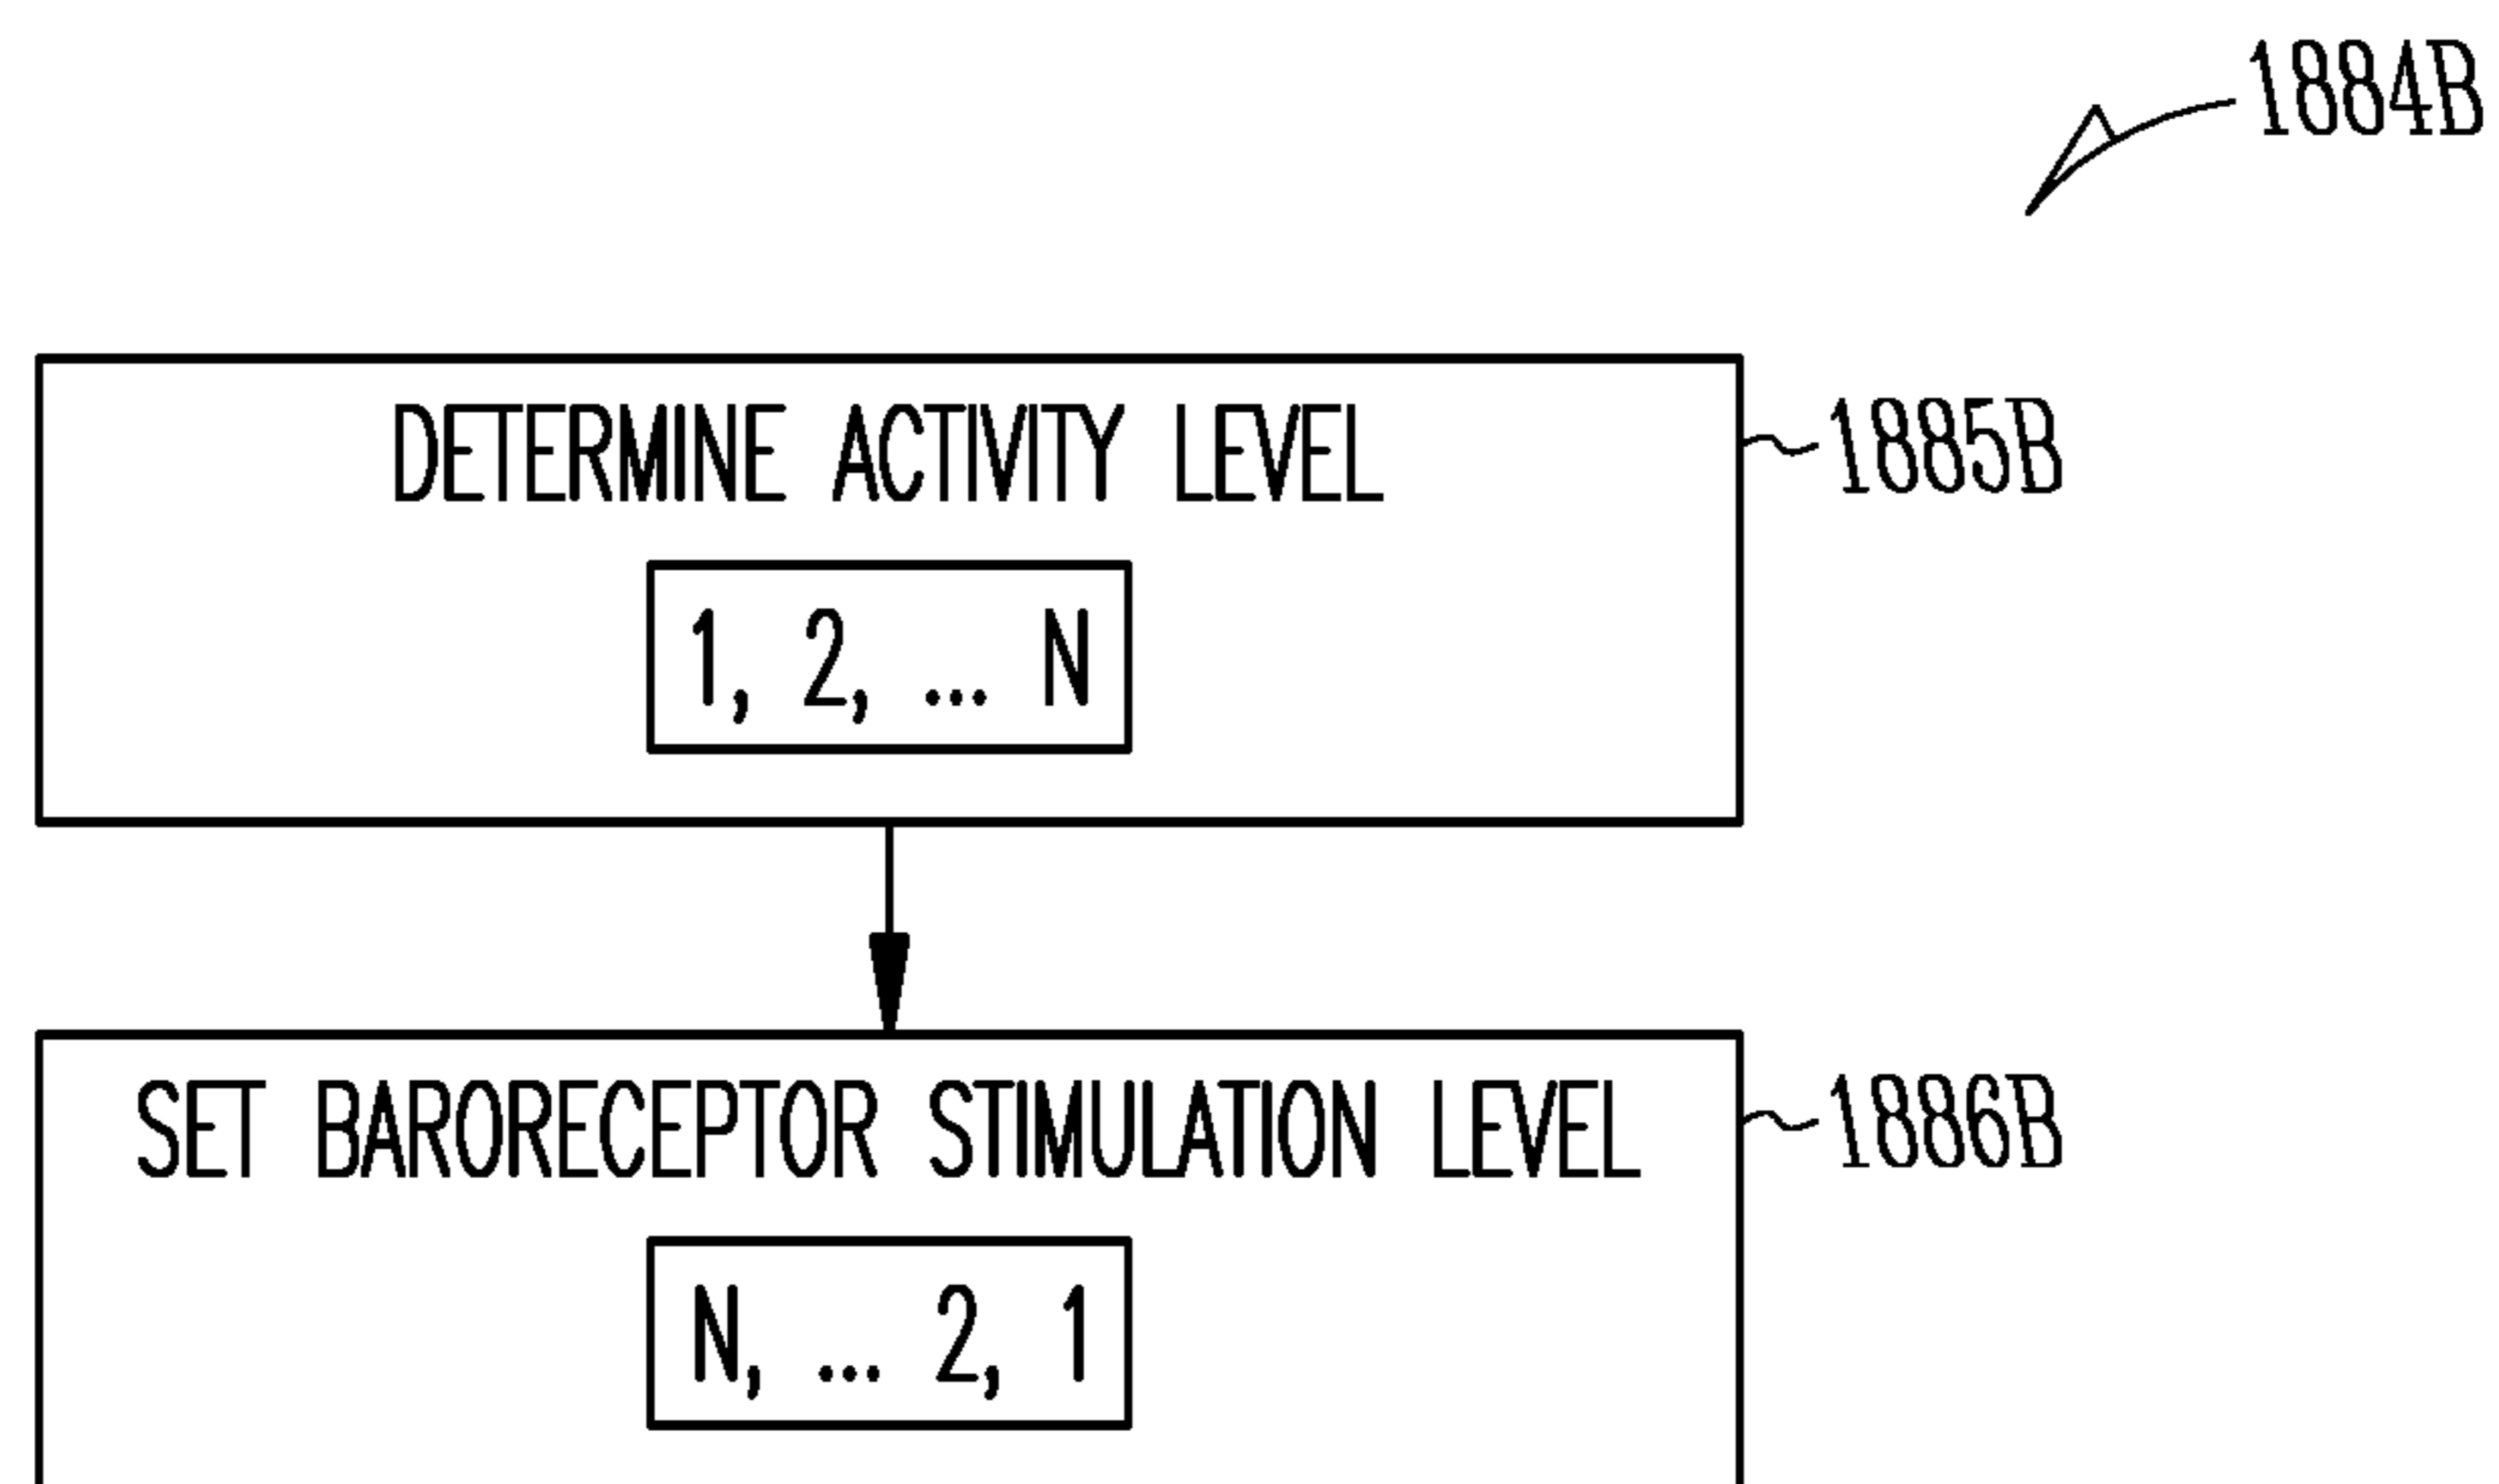 1884B
DETERMINE ACTIVITY LEVEL
1885B
1, 2, ... N
SET BARORECEPTOR STIMULATION LEVEL
1886B
N, ... 2, 1